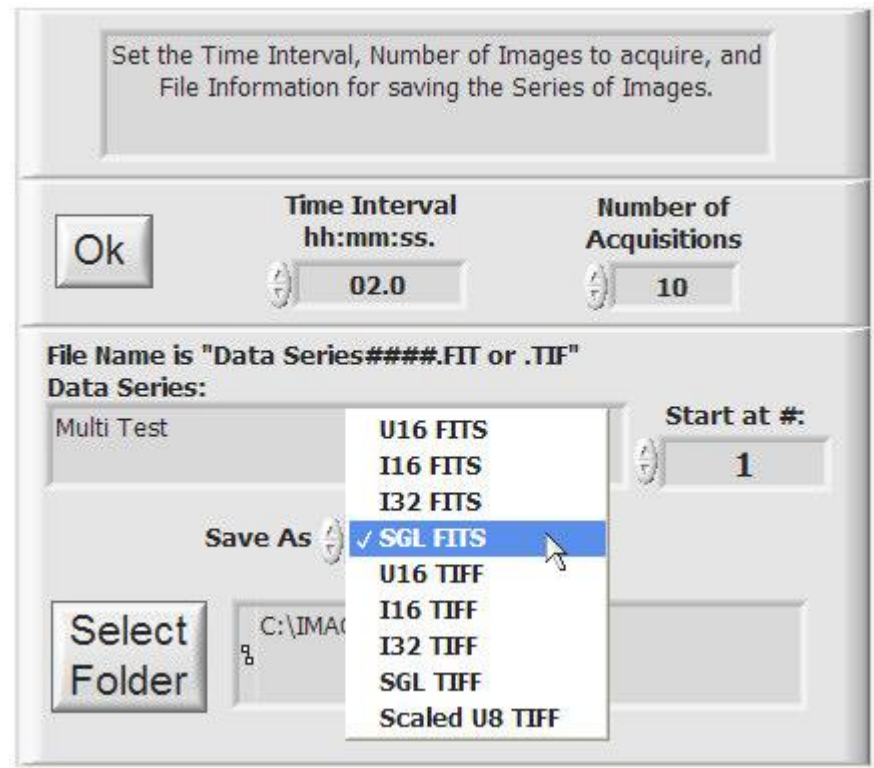 Set the Time Interval, Number of Images to acquire, and
File Information for saving the Series of Images.
Ok
Time Interval
hh:mm:ss.
02.0
Number of
Acquisitions
10
File Name is "Data Series####.FIT or .TIF"
Data Series:
Multi Test
Start at #:
1
Save As
U16 FITS
I16 FITS
I32 FITS
✓ SGL FITS
U16 TIFF
I16 TIFF
I32 TIFF
SGL TIFF
Scaled U8 TIFF
Select
Folder